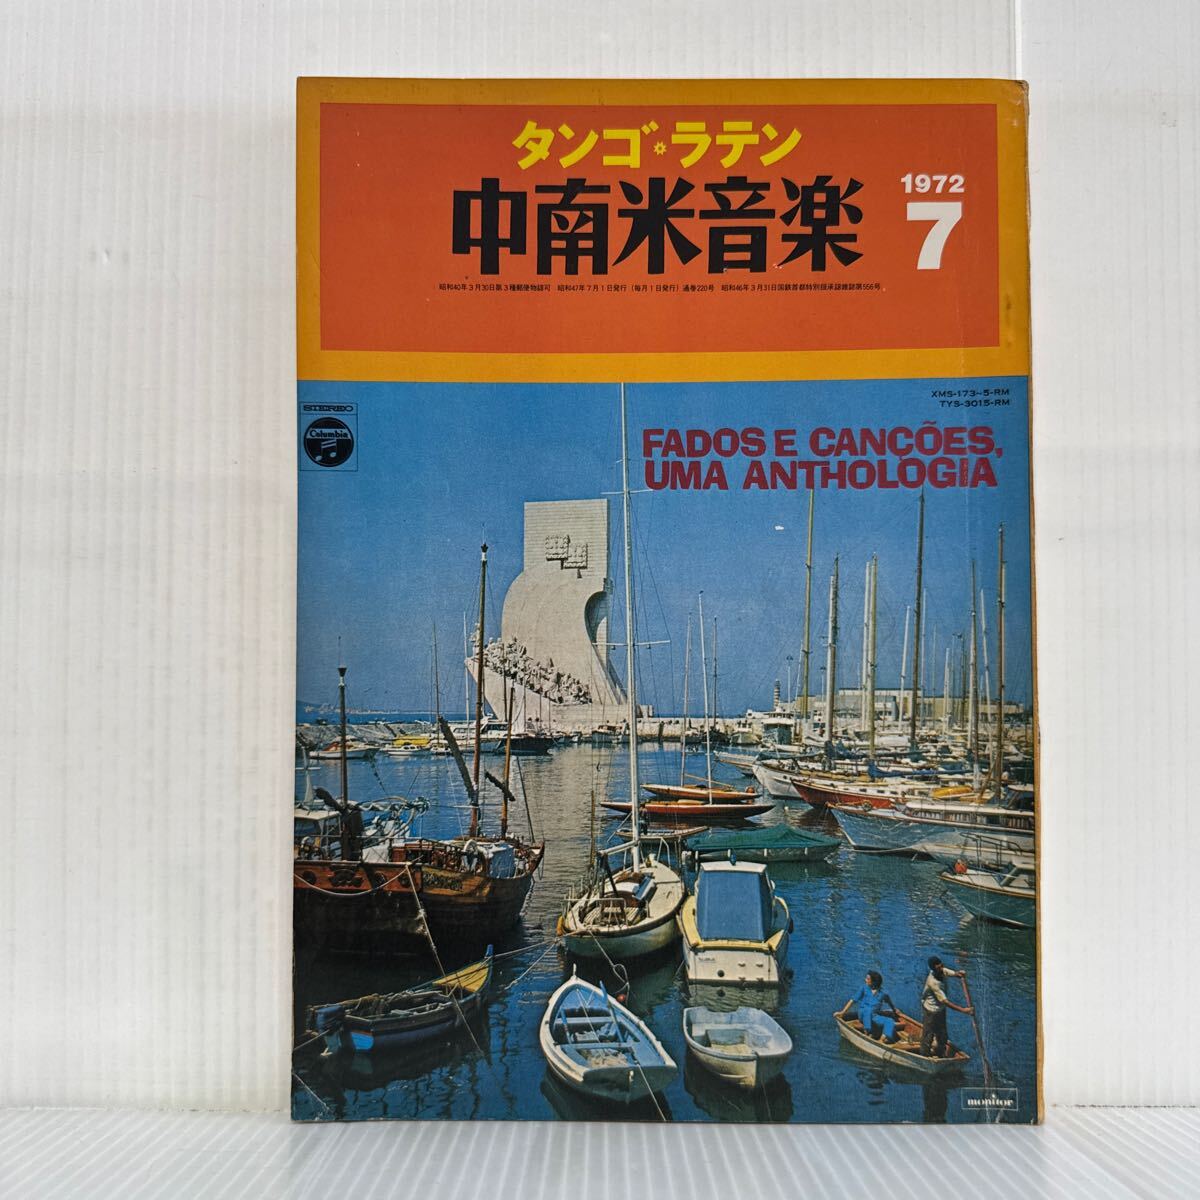 タンゴ・ラテン
中南米音楽
1972
7
昭和40年3月30日第3種郵便物認可 昭和47年7月1日発行(毎月1日発行)通巻220号 昭和46年3月31日国鉄首都特別扱承認雑誌第556号
STEREO
Columbia
XMS-173~5-RM
TYS-3015-RM
FADOS E CANÇÕES,
UMA ANTHOLOGIA
monitor